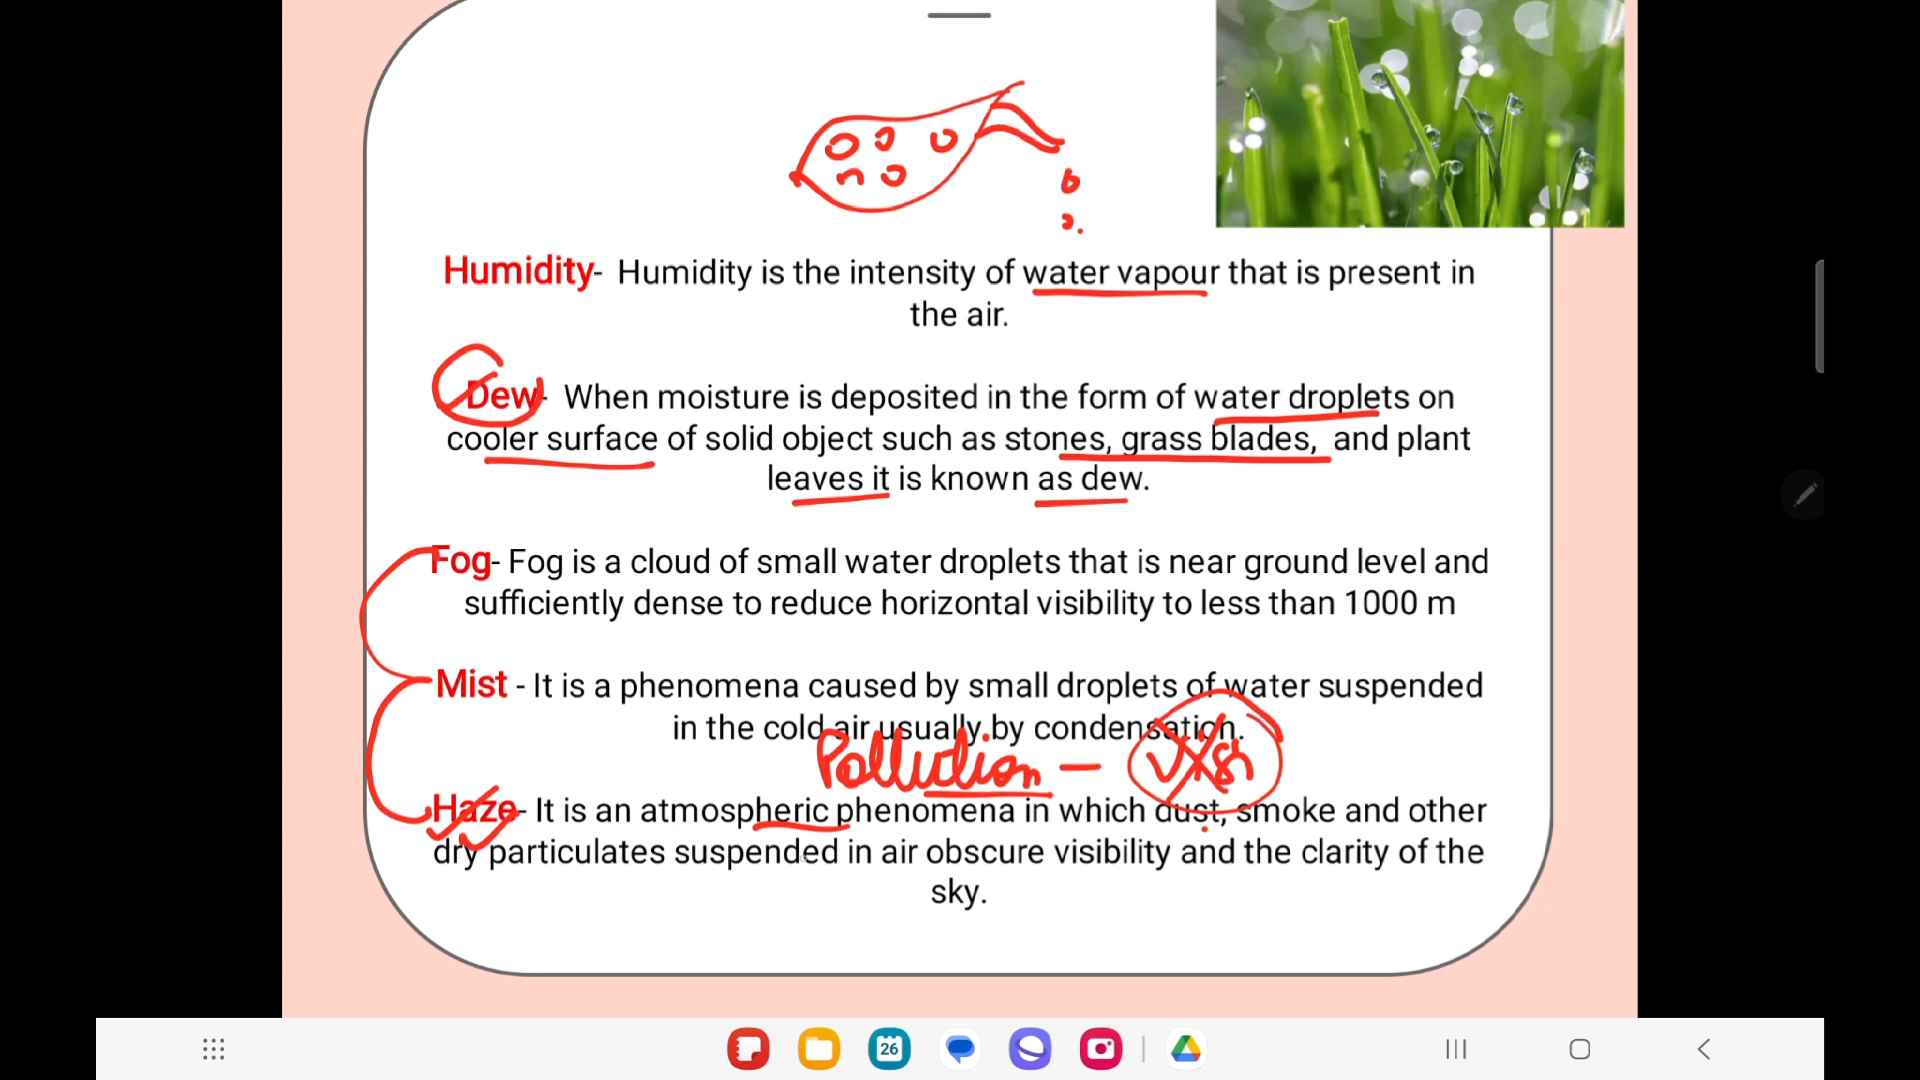 Humidity- Humidity is the intensity of water vapour that is present in
the air.
Dew- When moisture is deposited in the form of water droplets on
cooler surface of solid object such as stones, grass blades, and plant
leaves it is known as dew.
Fog- Fog is a cloud of small water droplets that is near ground level and
sufficiently dense to reduce horizontal visibility to less than 1000 m
Mist - It is a phenomena caused by small droplets of water suspended
in the cold air usually by condensation.
Pollution -
Haze- It is an atmospheric phenomena in which dust, smoke and other
dry particulates suspended in air obscure visibility and the clarity of the
sky.
26